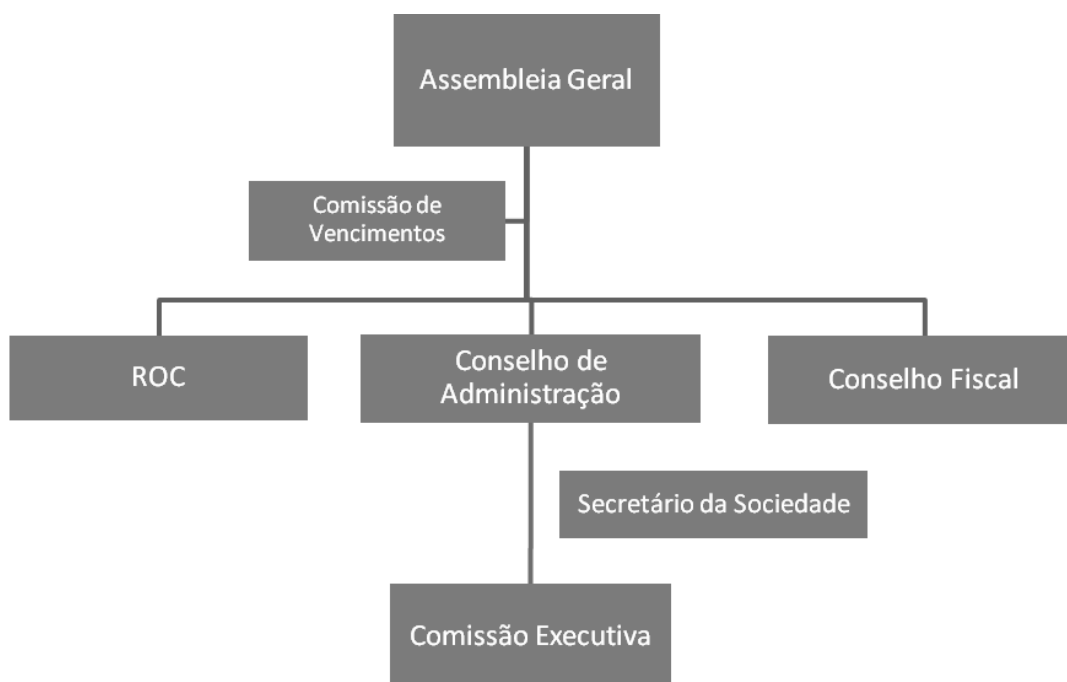 Assembleia Geral
Comissão de
Vencimentos
ROC
Conselho de
Administração
Conselho Fiscal
Secretário da Sociedade
Comissão Executiva